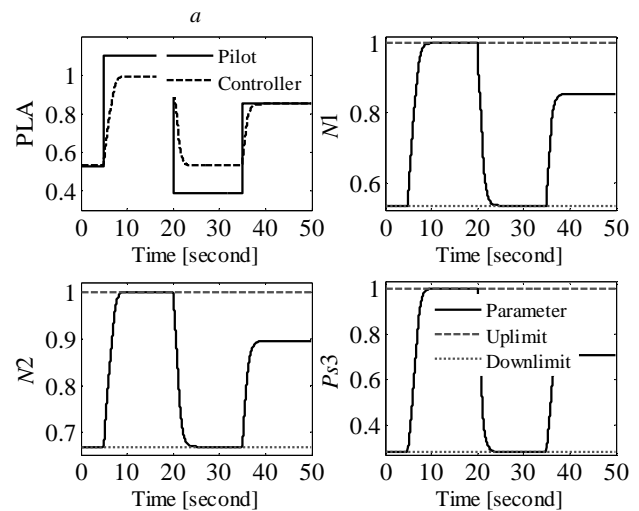 a
PLA
1
0.8
0.6
0.4
Pilot
Controller
0 10 20 30 40 50
Time [second]
N1
1
0.8
0.6
0 10 20 30 40 50
Time [second]
N2
1
0.9
0.8
0.7
0 10 20 30 40 50
Time [second]
Ps3
1
0.8
0.6
0.4
Parameter
Uplimit
Downlimit
0 10 20 30 40 50
Time [second]